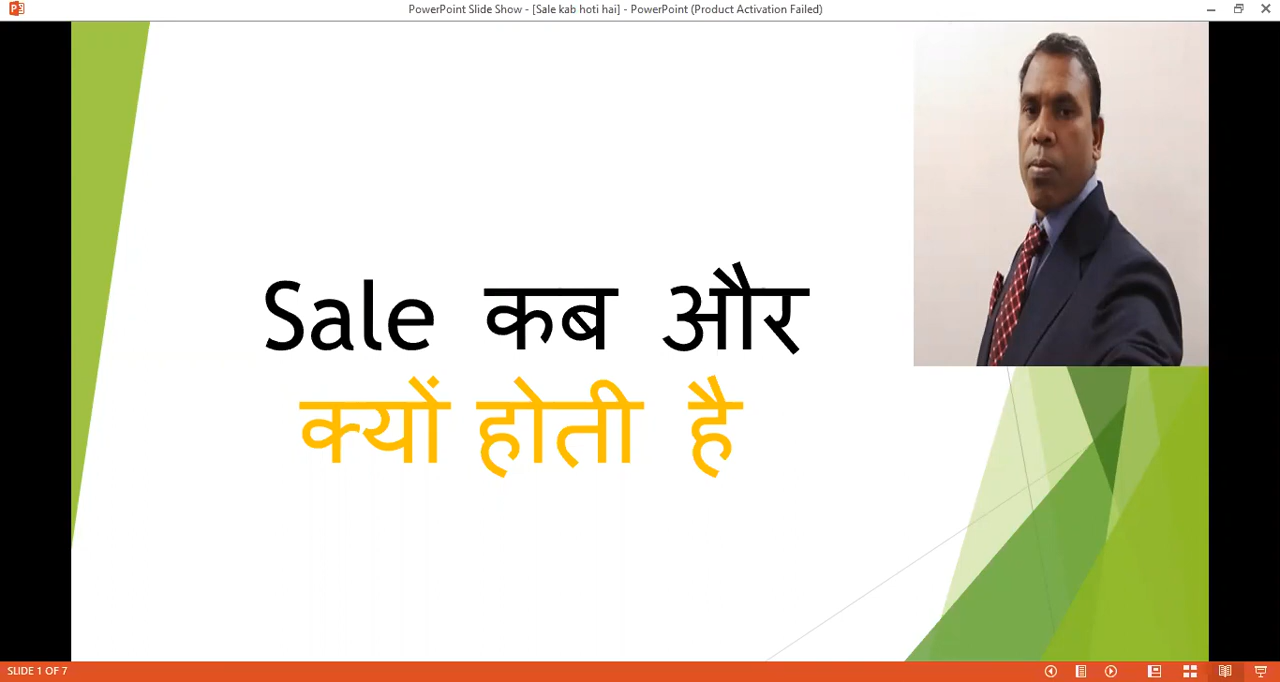 PowerPoint Slide Show - [Sale kab hoti hai] - PowerPoint (Product Activation Failed)
Sale कब और
क्यों होती है
SLIDE 1 OF 7